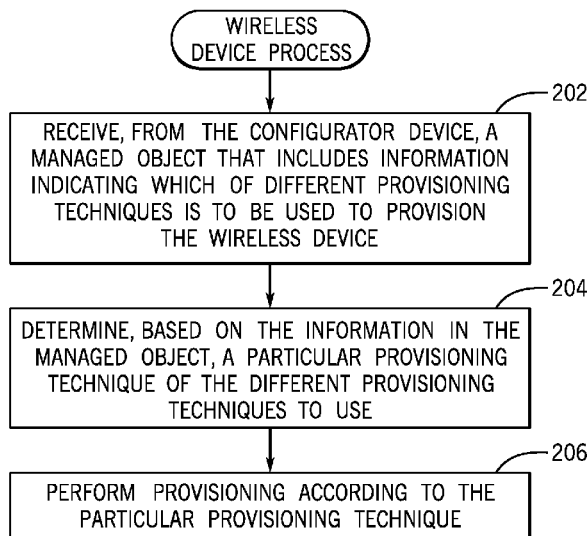 WIRELESS
DEVICE PROCESS
202
RECEIVE, FROM THE CONFIGURATOR DEVICE, A
MANAGED OBJECT THAT INCLUDES INFORMATION
INDICATING WHICH OF DIFFERENT PROVISIONING
TECHNIQUES IS TO BE USED TO PROVISION
THE WIRELESS DEVICE
204
DETERMINE, BASED ON THE INFORMATION IN THE
MANAGED OBJECT, A PARTICULAR PROVISIONING
TECHNIQUE OF THE DIFFERENT PROVISIONING
TECHNIQUES TO USE
206
PERFORM PROVISIONING ACCORDING TO THE
PARTICULAR PROVISIONING TECHNIQUE